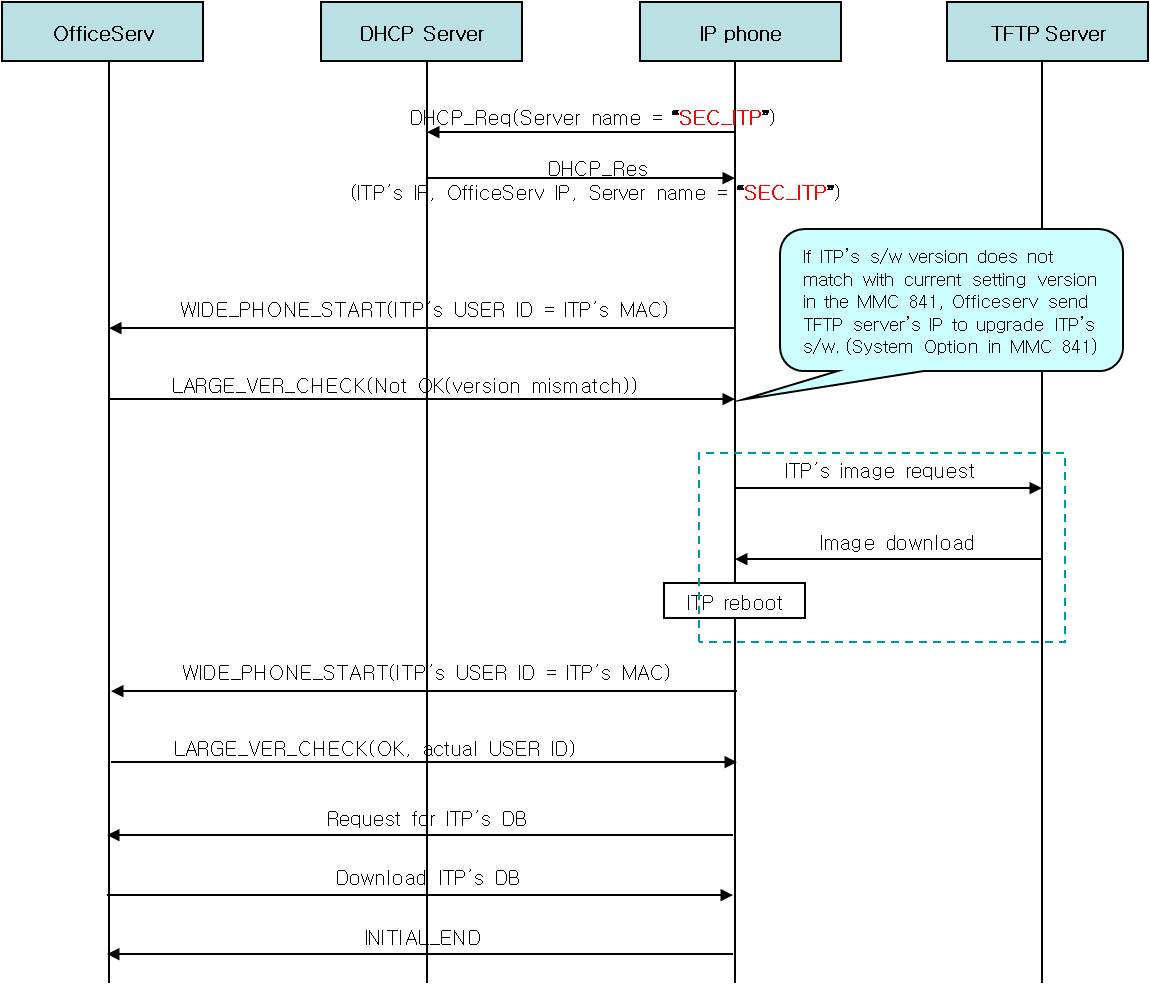 OfficeServ
DHCP Server
IP phone
TFTP Server
DHCP_Req(Server name = “SEC_ITP”)
DHCP_Res
(ITP's IP, OfficeServ IP, Server name = “SEC_ITP”)
If ITP's s/w version does not
match with current setting version
in the MMC 841, Officeserv send
TFTP server's IP to upgrade ITP's
s/w. (System Option in MMC 841)
WIDE_PHONE_START(ITP's USER ID = ITP's MAC)
LARGE_VER_CHECK(Not OK(version mismatch))
ITP's image request
Image download
ITP reboot
WIDE_PHONE_START(ITP's USER ID = ITP's MAC)
LARGE_VER_CHECK(OK, actual USER ID)
Request for ITP's DB
Download ITP's DB
INITIAL_END